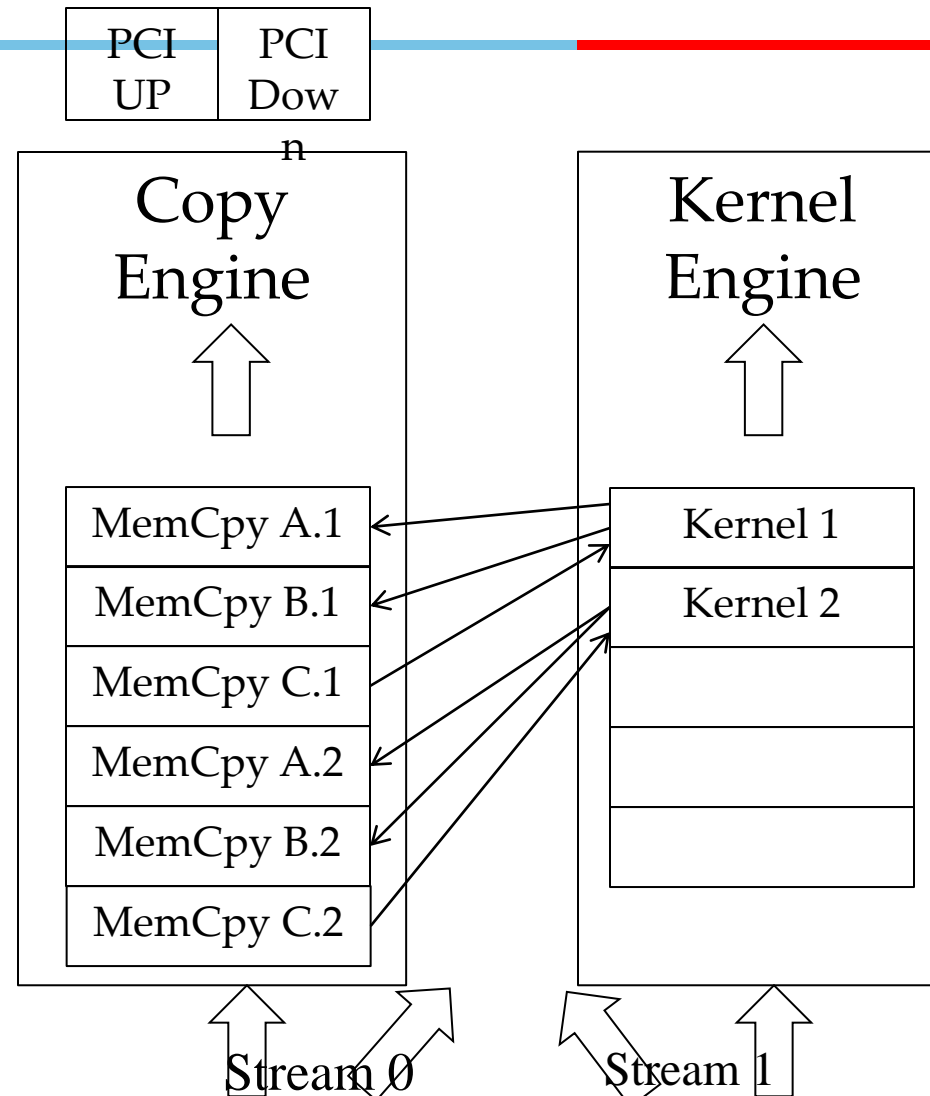 PCI
UP
PCI
Dow
n
Copy
Engine
Kernel
Engine
MemCpy A.1
MemCpy B.1
MemCpy C.1
MemCpy A.2
MemCpy B.2
MemCpy C.2
Kernel 1
Kernel 2
Stream 0
Stream 1